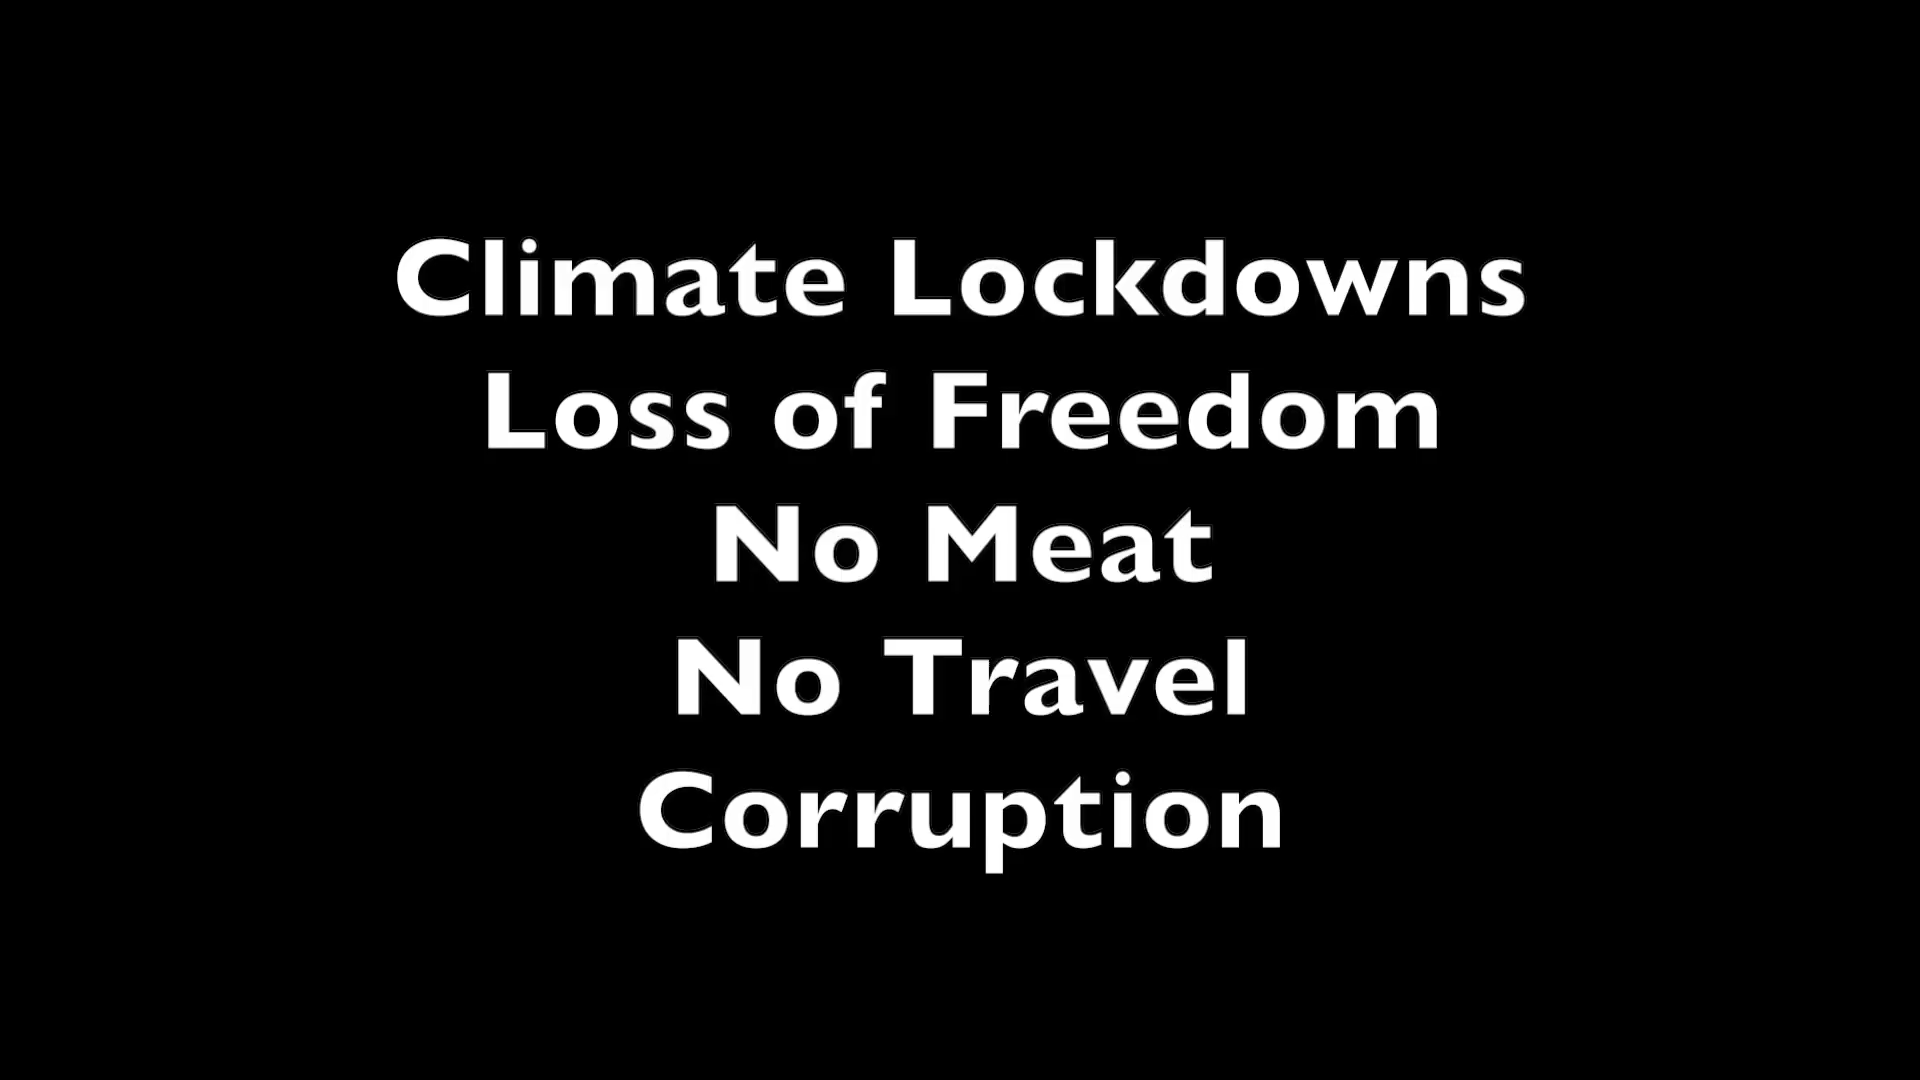 Climate Lockdowns
Loss of Freedom
No Meat
No Travel
Corruption